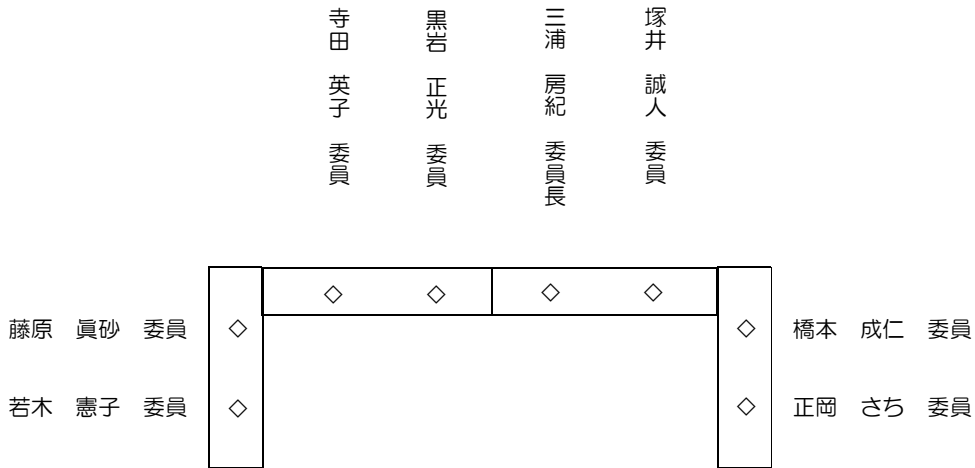 塚井 誠人 委員
三浦 房紀 委員長
黒岩 正光 委員
寺田 英子 委員
◇ ◇ ◇ ◇
藤原 眞砂 委員 ◇ ◇ 橋本 成仁 委員
若木 憲子 委員 ◇ ◇ 正岡 さち 委員